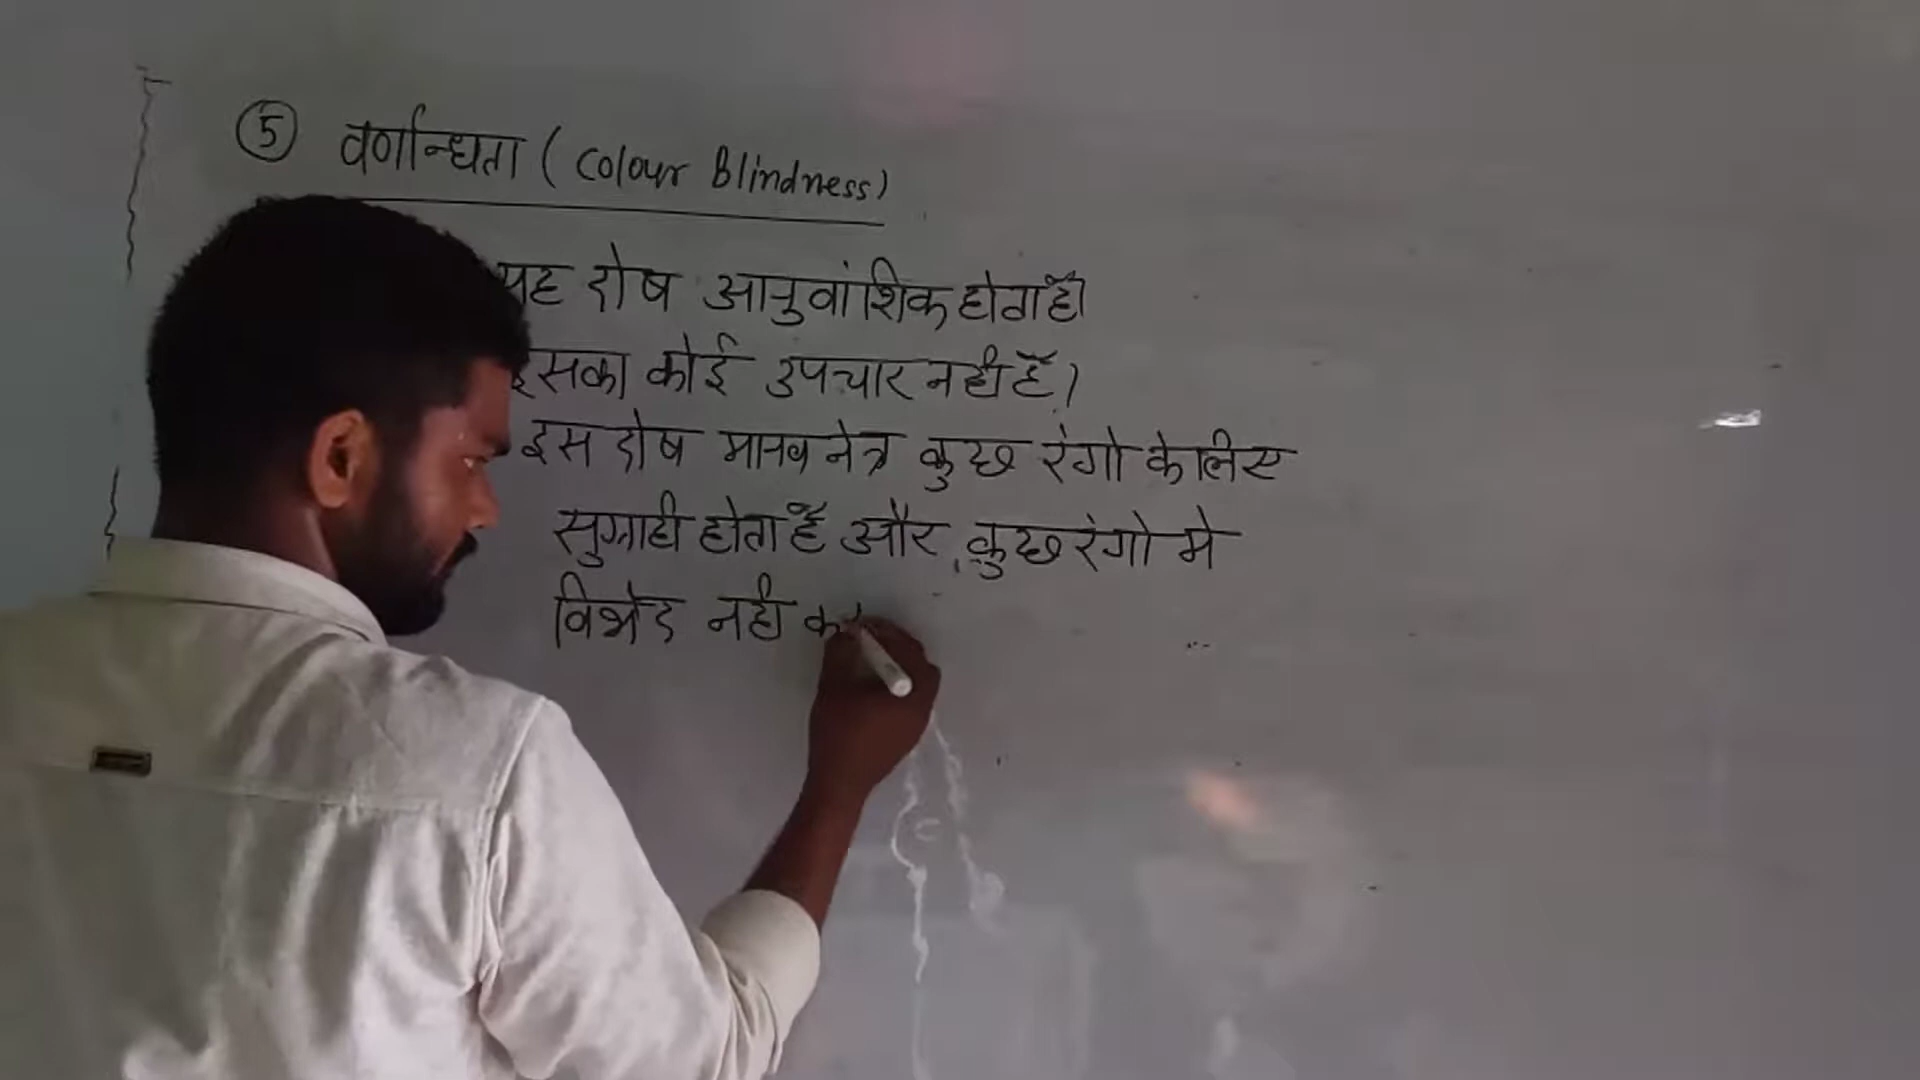 ⑤ वर्णान्धता ( Colour Blindness)
यह दोष आनुवांशिक होता है।
इसका कोई उपचार नही है।
इस दोष मानव नेत्र कुछ रंगो के लिए
सुग्राही होता है और कुछ रंगो मे
विभेद नही